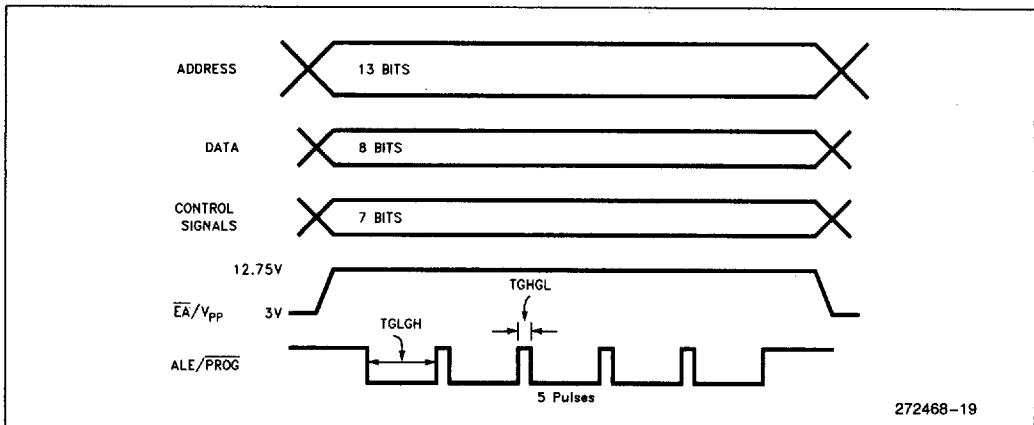 ADDRESS
13 BITS
DATA
8 BITS
CONTROL
SIGNALS
7 BITS
12.75V
TGHGL
EA/VPP
3V
TGLGH
ALE/PROG
5 Pulses
272468-19